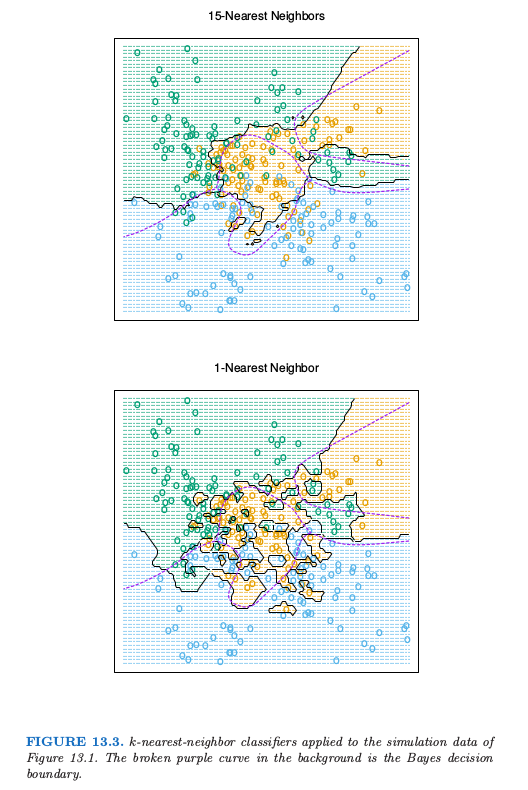 15-Nearest Neighbors
1-Nearest Neighbor
FIGURE 13.3. k-nearest-neighbor classifiers applied to the simulation data of
Figure 13.1. The broken purple curve in the background is the Bayes decision
boundary.